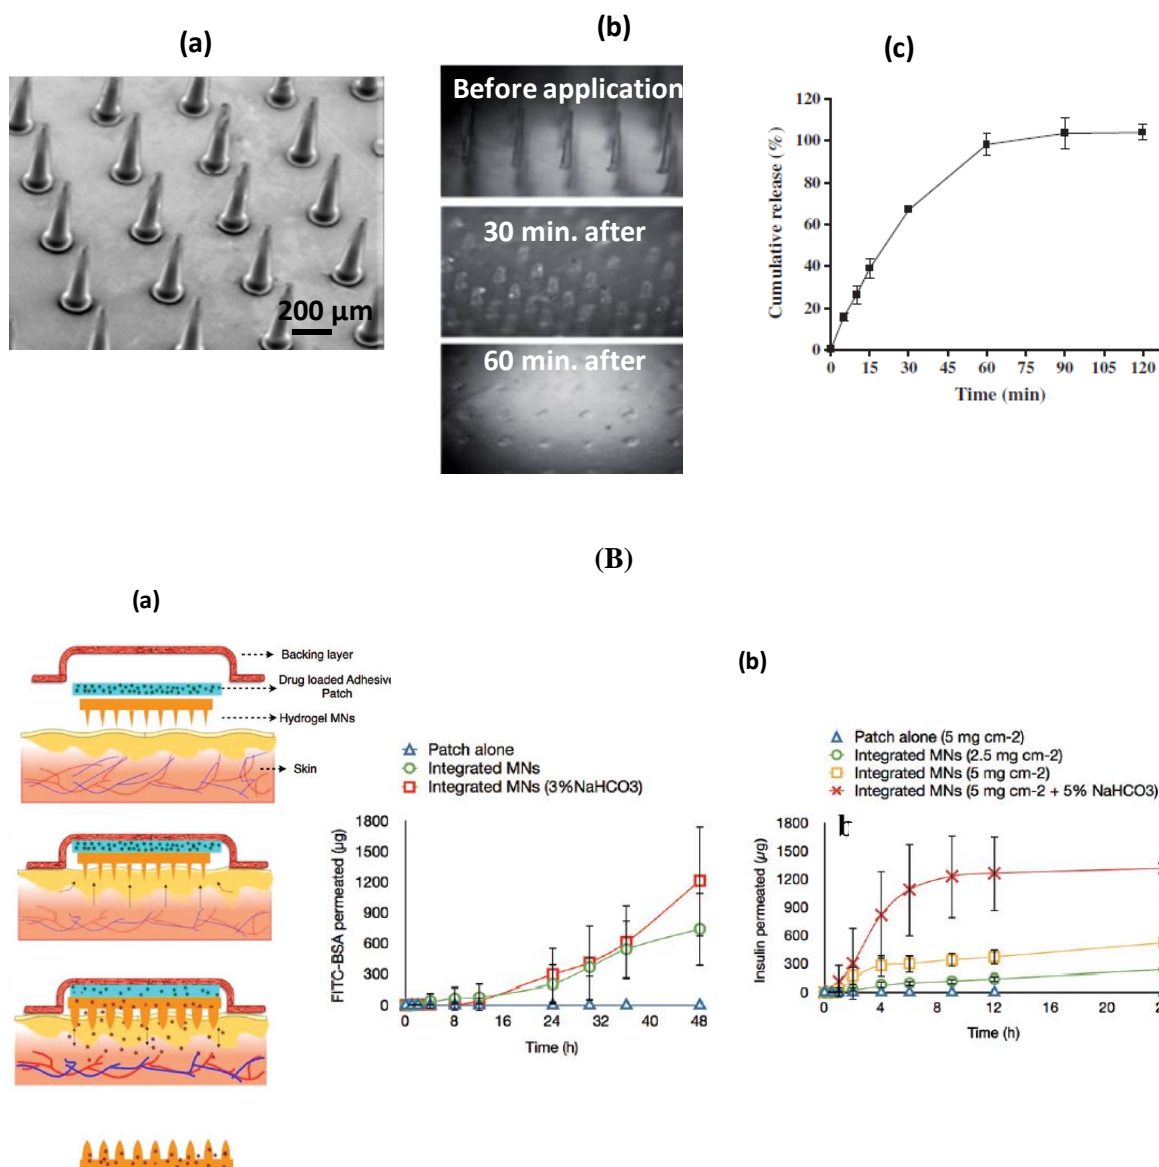 (a)
(b)
(c)
200 µm
Before application
30 min. after
60 min. after
120
100
80
60
40
20
0
Cumulative release (%)
0 15 30 45 60 75 90 105 120
Time (min)
(B)
(a)
Backing layer
Drug loaded Adhesive
Patch
Hydrogel MNs
Skin
Patch alone
Integrated MNs
Integrated MNs (3%NaHCO3)
1800
1500
1200
900
600
300
0
FITC-BSA permeated (µg)
0 8 16 24 32 40 48
Time (h)
(b)
Patch alone (5 mg cm-2)
Integrated MNs (2.5 mg cm-2)
Integrated MNs (5 mg cm-2)
Integrated MNs (5 mg cm-2 + 5% NaHCO3)
b
1800
1500
1200
900
600
300
0
Insulin permeated (µg)
0 4 8 12 16 20
Time (h)